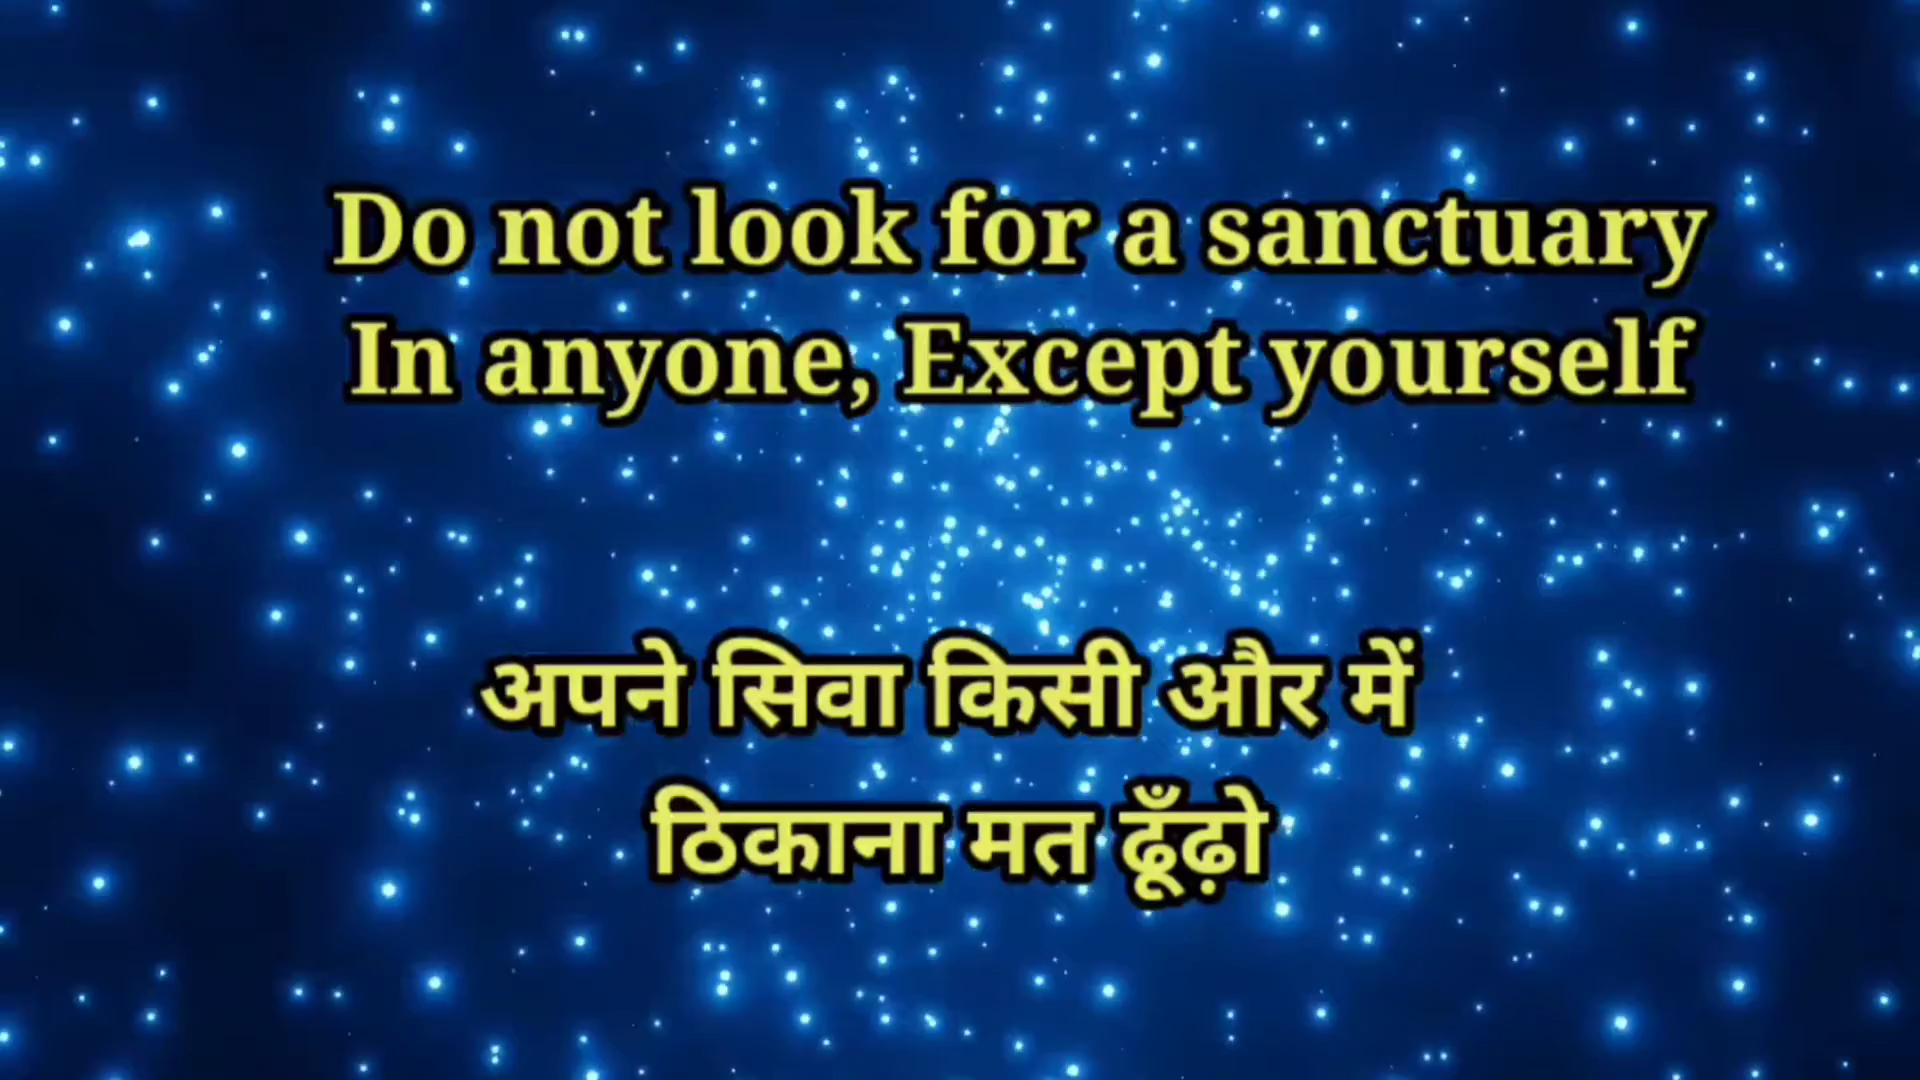 Do not look for a sanctuary
In anyone, Except yourself
अपने सिवा किसी और में
ठिकाना मत ढूँढ़ो